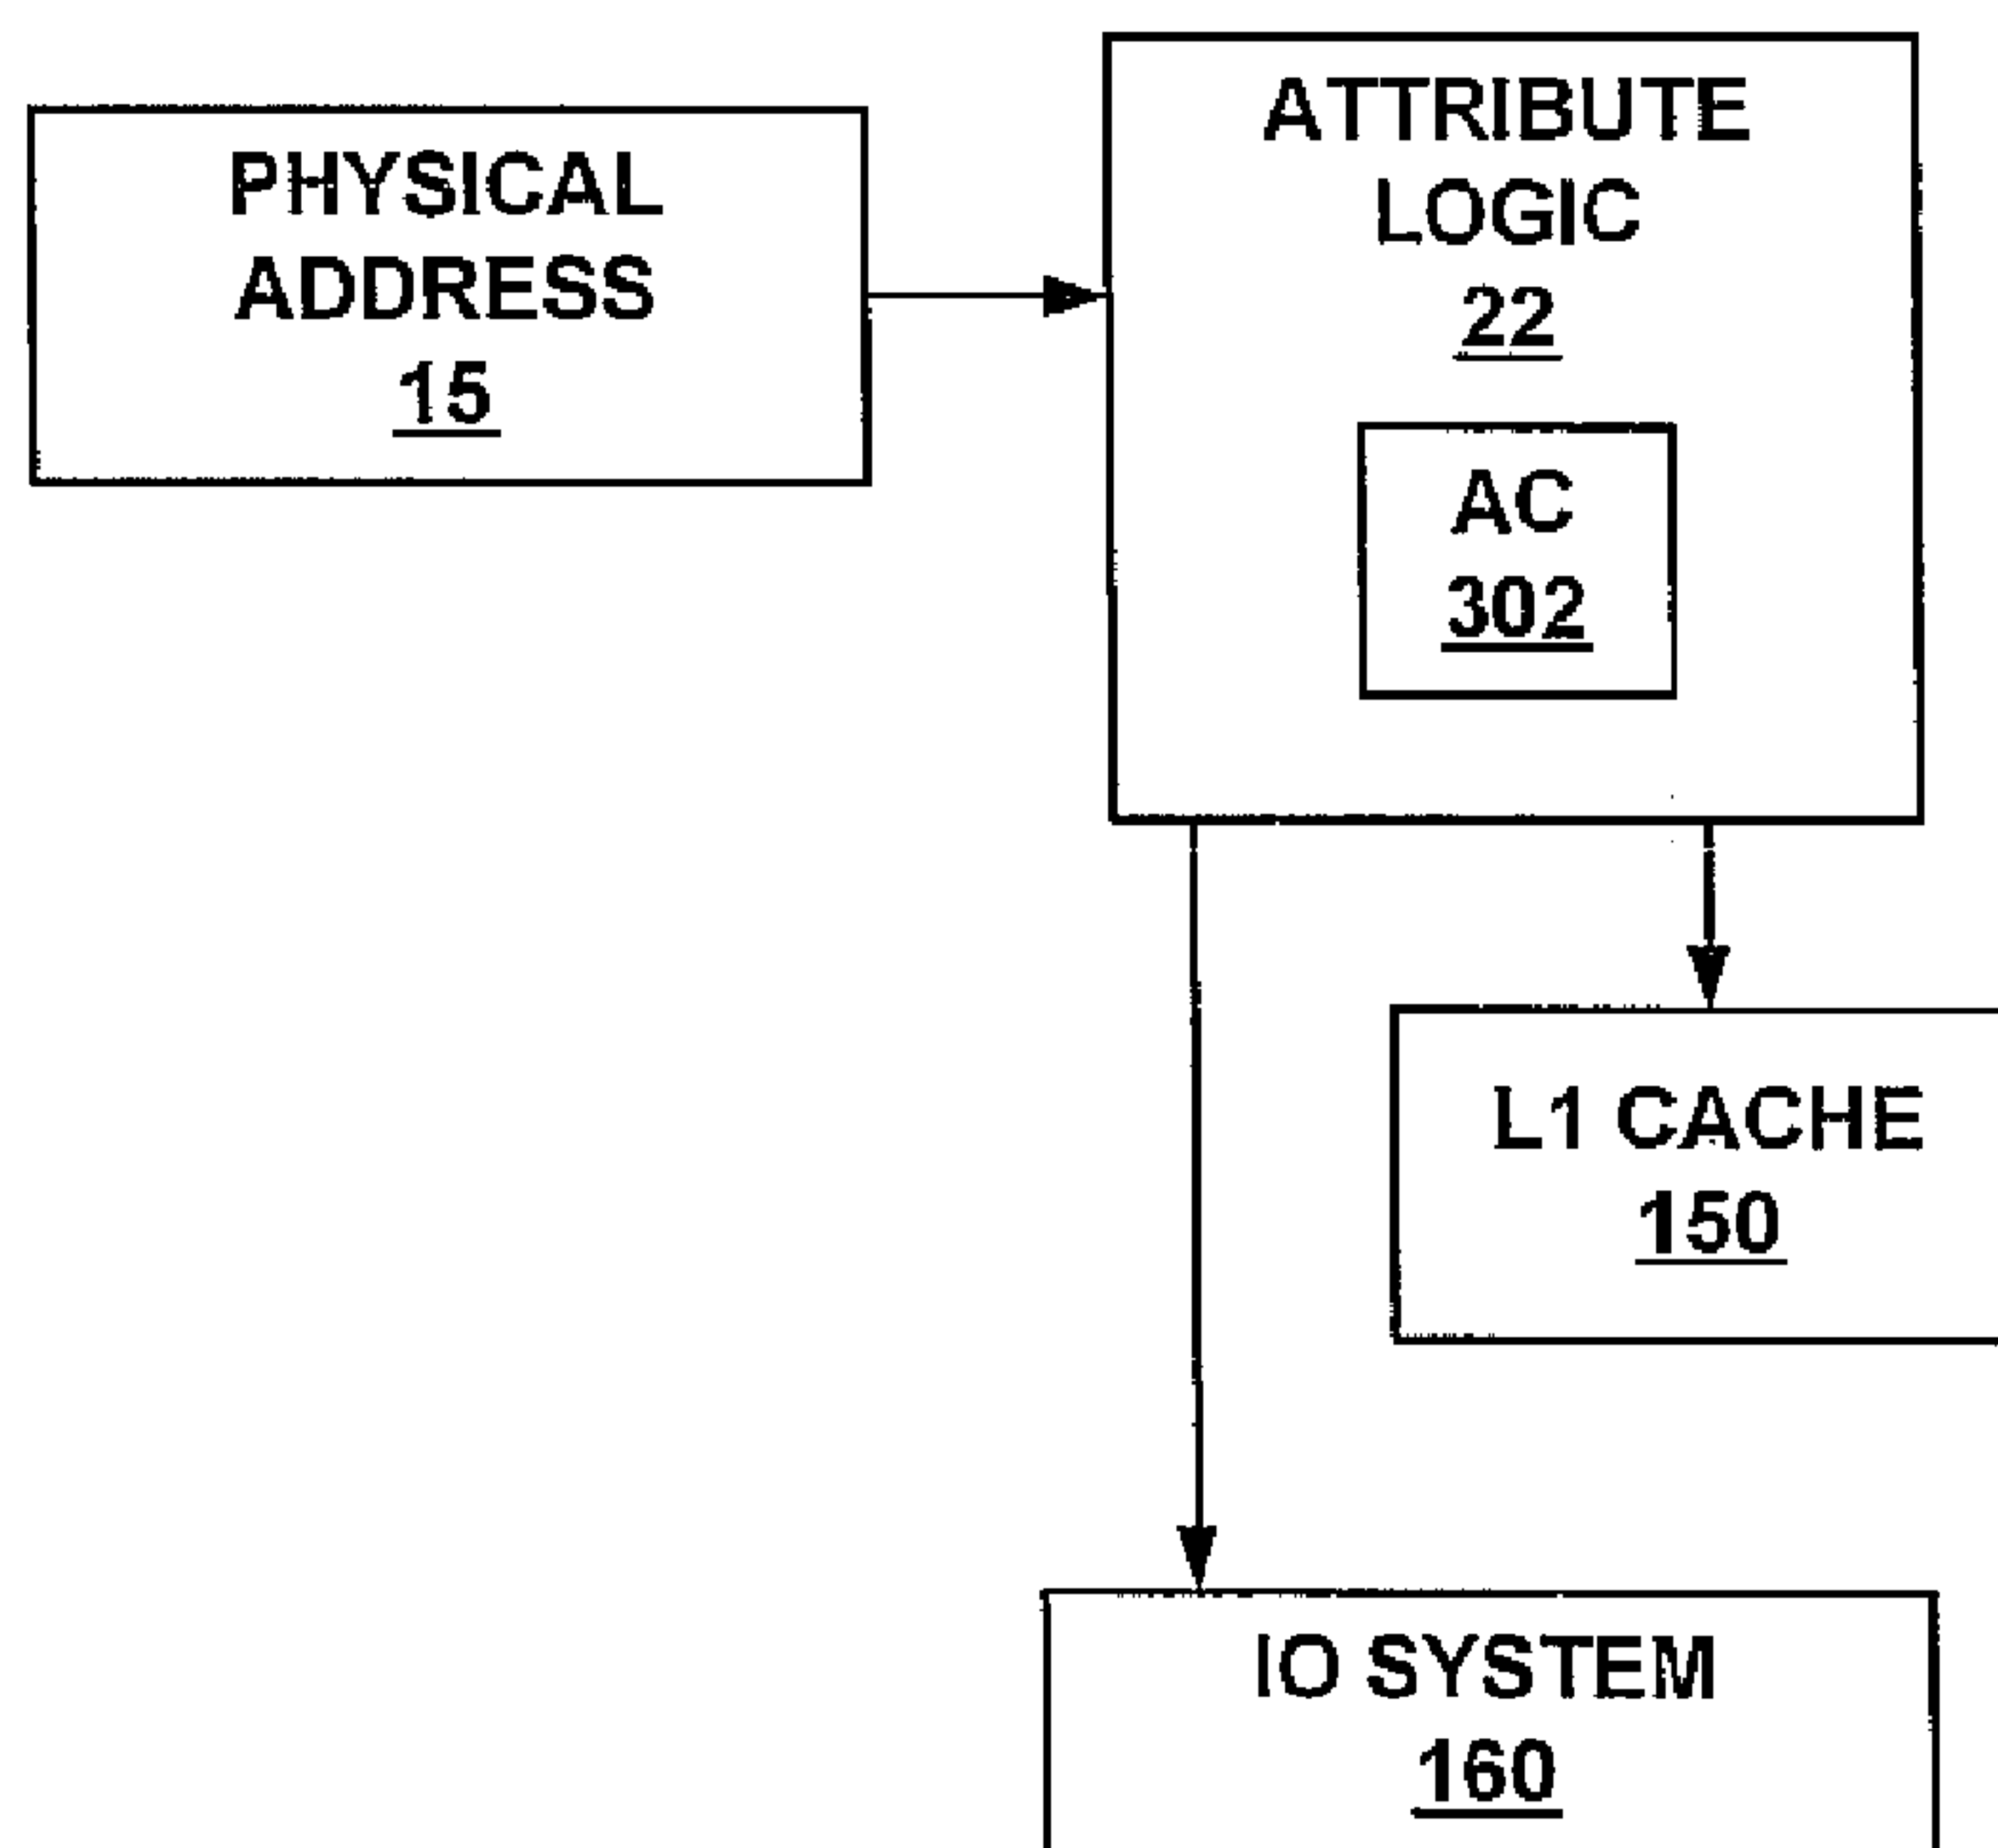 PHYSICAL
ADDRESS
15
ATTRIBUTE
LOGIC
22
AC
302
L1 CACHE
150
IO SYSTEM
160